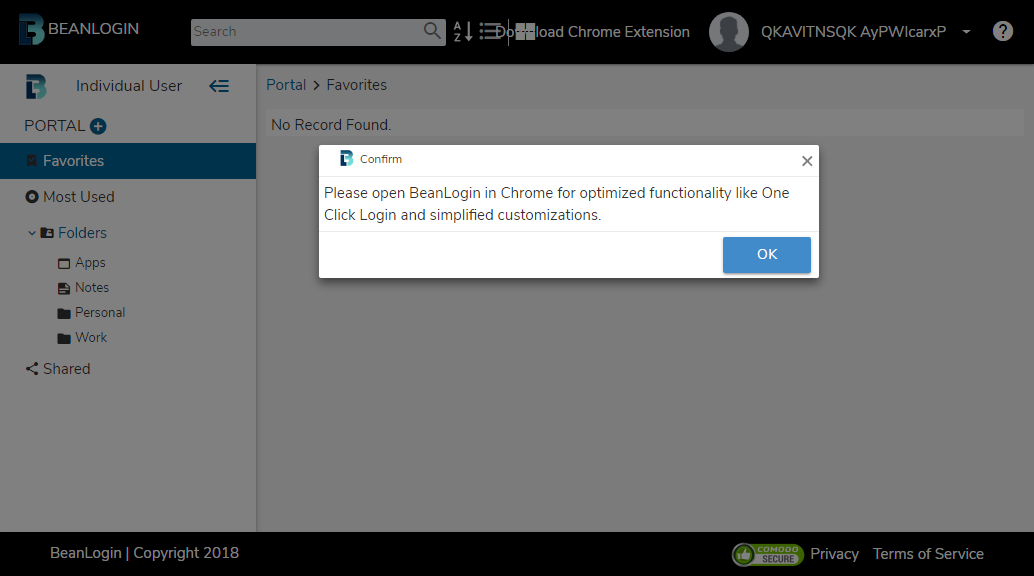 BEANLOGIN
Search
Download Chrome Extension
QKAVITNSQK AyPWIcarxP
Individual User
Portal > Favorites
PORTAL
No Record Found.
Favorites
Most Used
Folders
Apps
Notes
Personal
Work
Shared
Confirm
Please open BeanLogin in Chrome for optimized functionality like One
Click Login and simplified customizations.
OK
BeanLogin | Copyright 2018
COMODO
SECURE
Privacy
Terms of Service